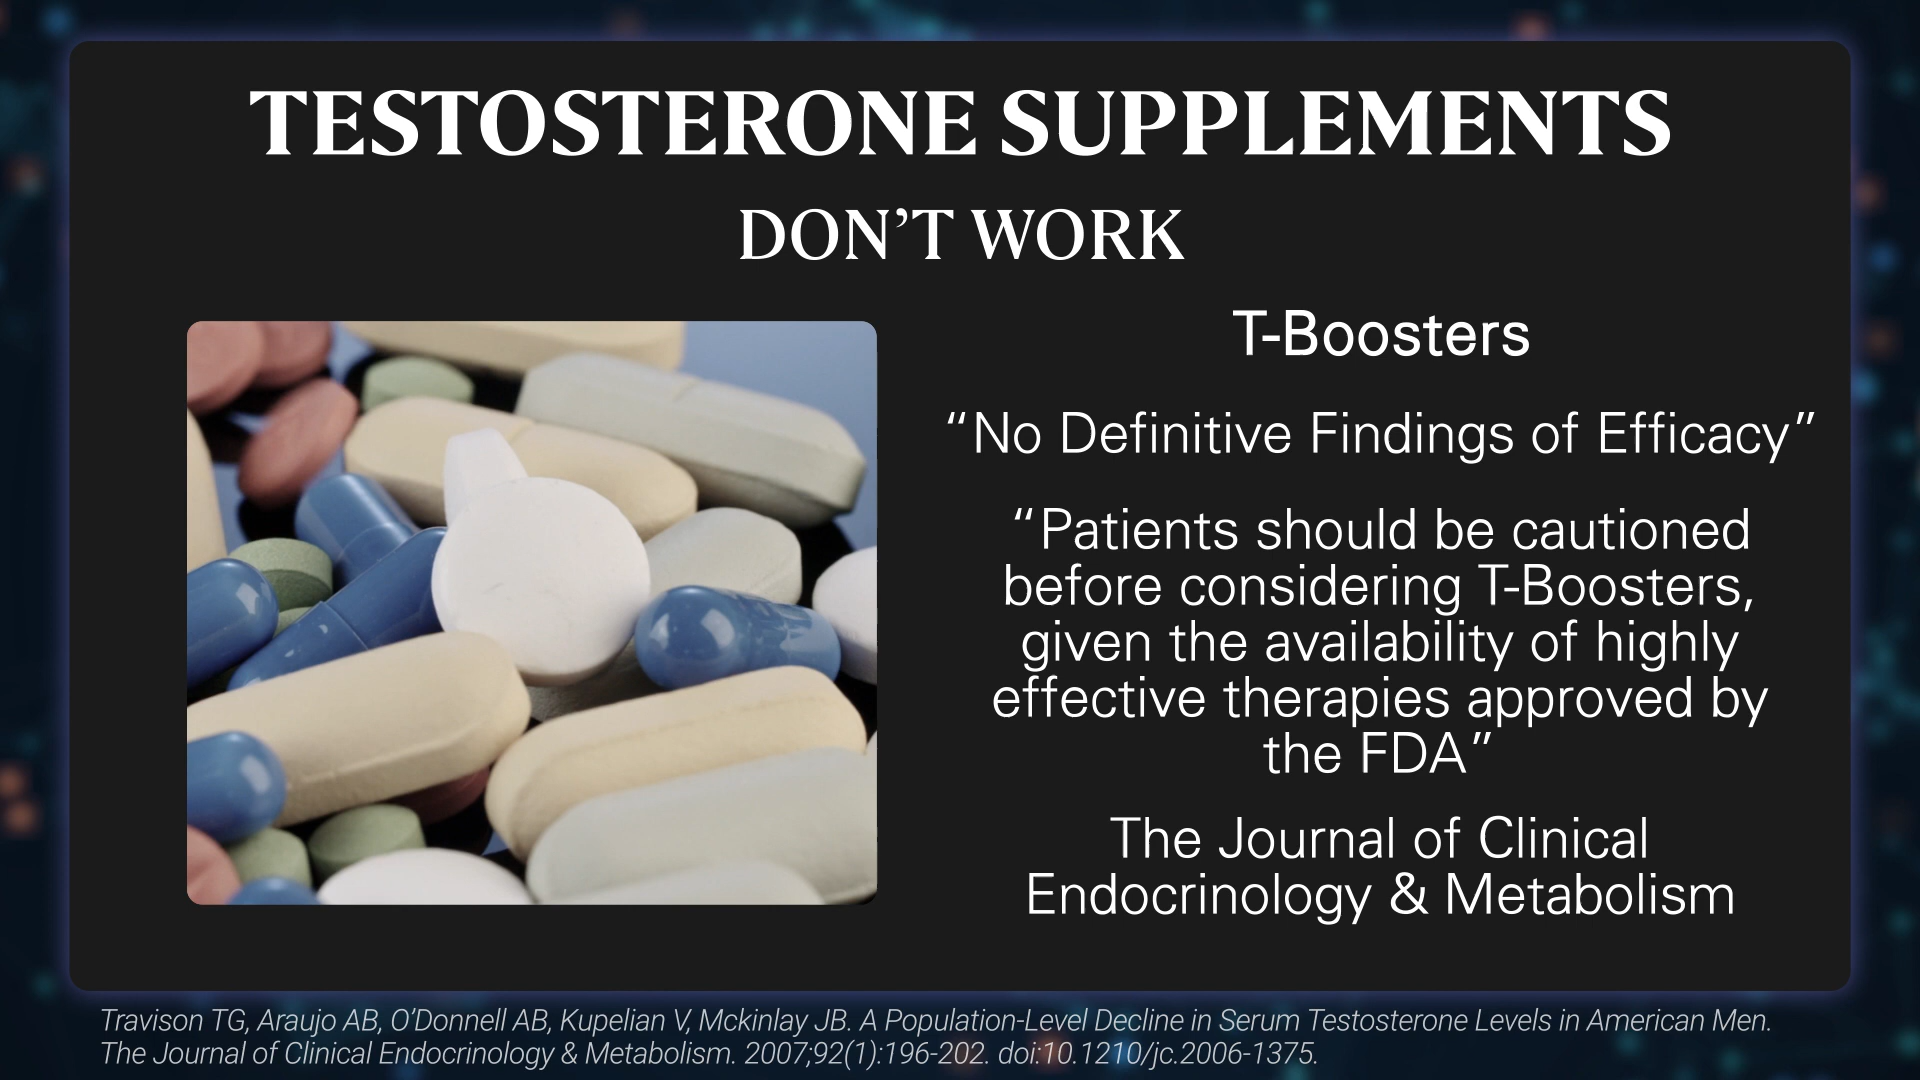 TESTOSTERONE SUPPLEMENTS
DON’T WORK
T-Boosters
“No Definitive Findings of Efficacy”
“Patients should be cautioned
before considering T-Boosters,
given the availability of highly
effective therapies approved by
the FDA”
The Journal of Clinical
Endocrinology & Metabolism
Travison TG, Araujo AB, O’Donnell AB, Kupelian V, Mckinlay JB. A Population-Level Decline in Serum Testosterone Levels in American Men.
The Journal of Clinical Endocrinology & Metabolism. 2007;92(1):196-202. doi:10.1210/jc.2006-1375.